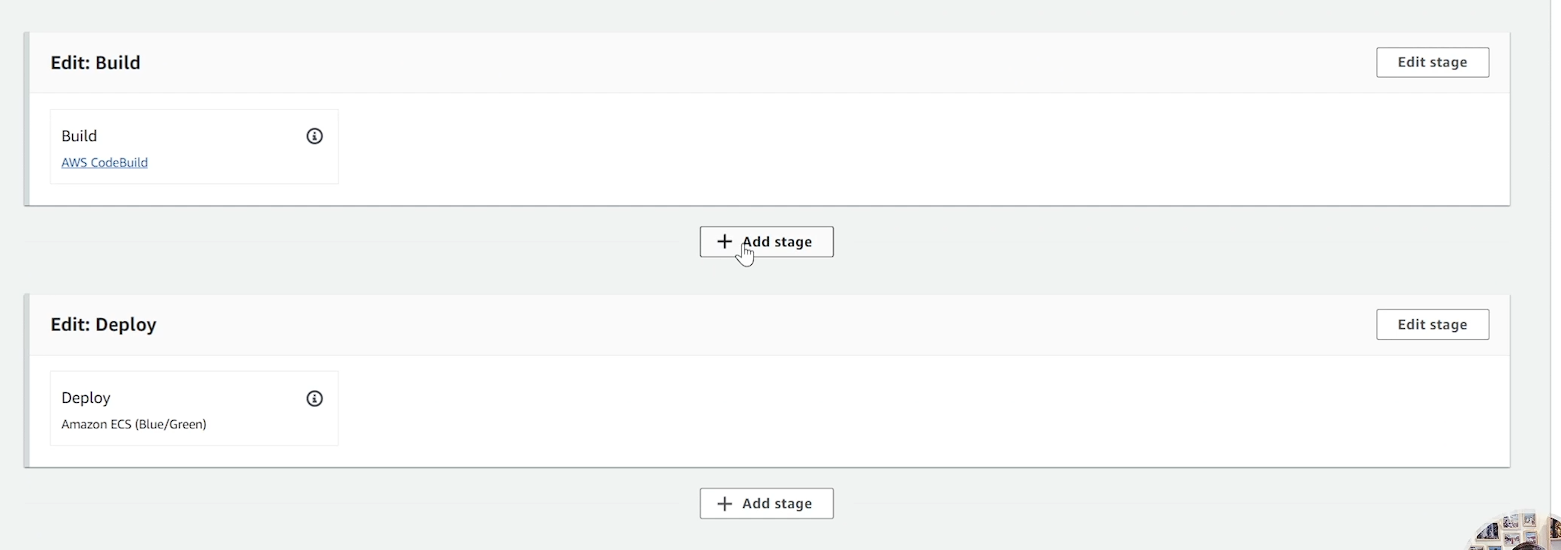 Edit: Build
Edit stage
Build
AWS CodeBuild
Add stage
Edit: Deploy
Edit stage
Deploy
Amazon ECS (Blue/Green)
Add stage